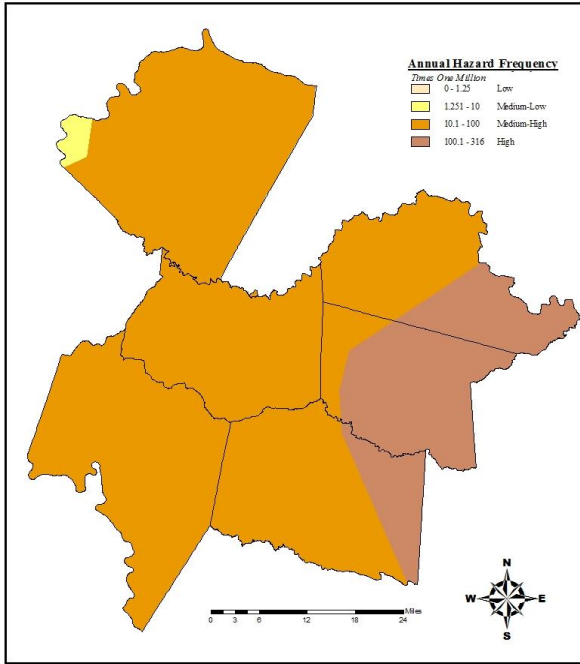 Annual Hazard Frequency
Times One Million
0 - 1.25 Low
1.251 - 10 Medium-Low
10.1 - 100 Medium-High
100.1 - 316 High
N
W E
S
0 3 6 12 18 24
Miles